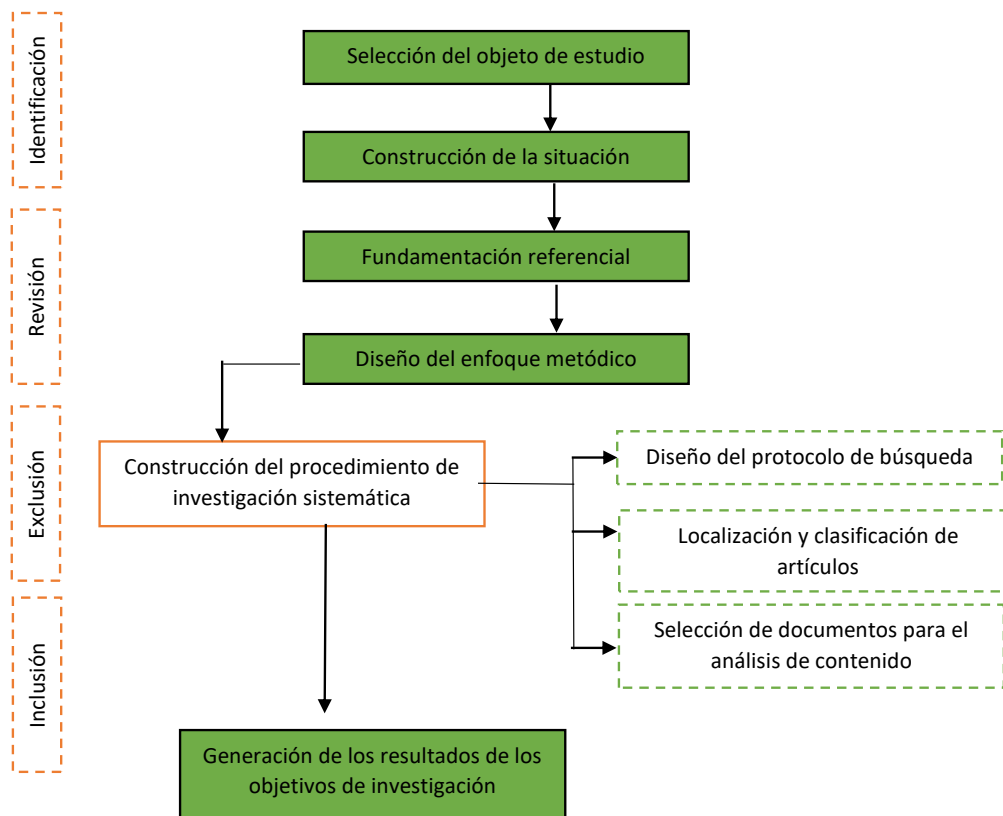 Identificación
Selección del objeto de estudio
Construcción de la situación
Revisión
Fundamentación referencial
Diseño del enfoque metódico
Exclusión
Construcción del procedimiento de
investigación sistemática
Diseño del protocolo de búsqueda
Localización y clasificación de
artículos
Selección de documentos para el
análisis de contenido
Inclusión
Generación de los resultados de los
objetivos de investigación